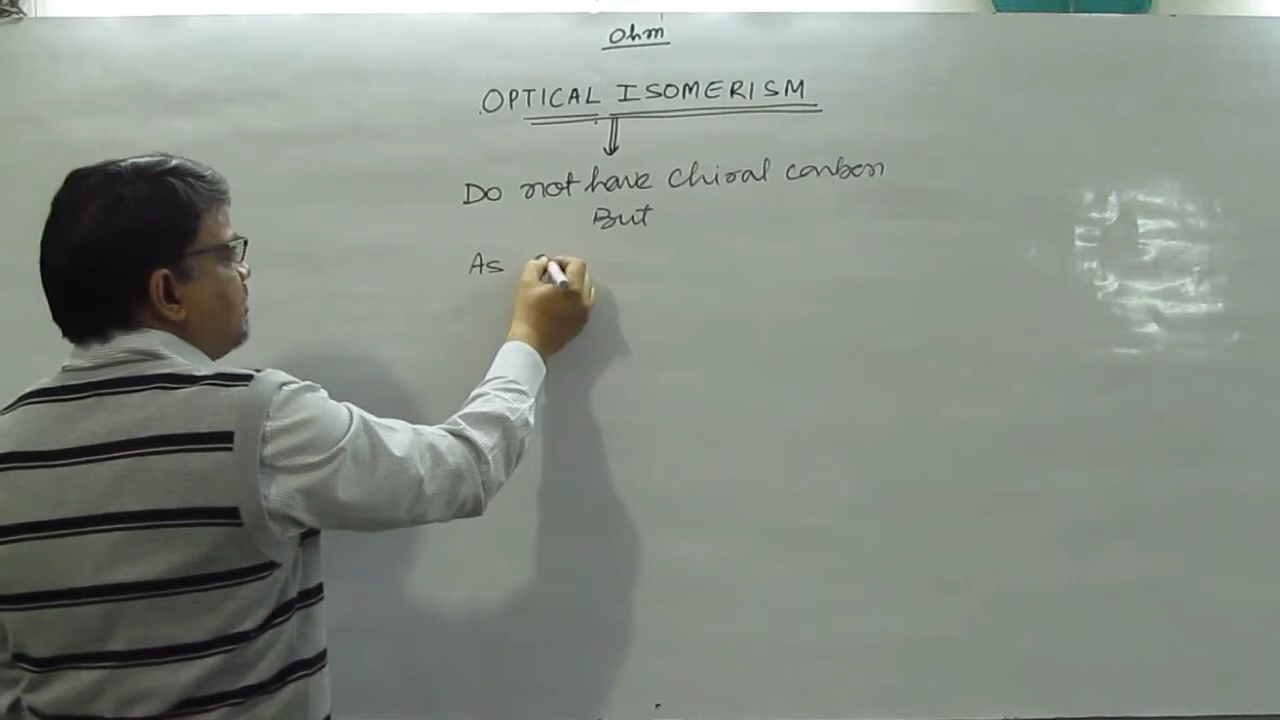 Ohm
OPTICAL ISOMERISM
Do not have chiral carbon
But
As